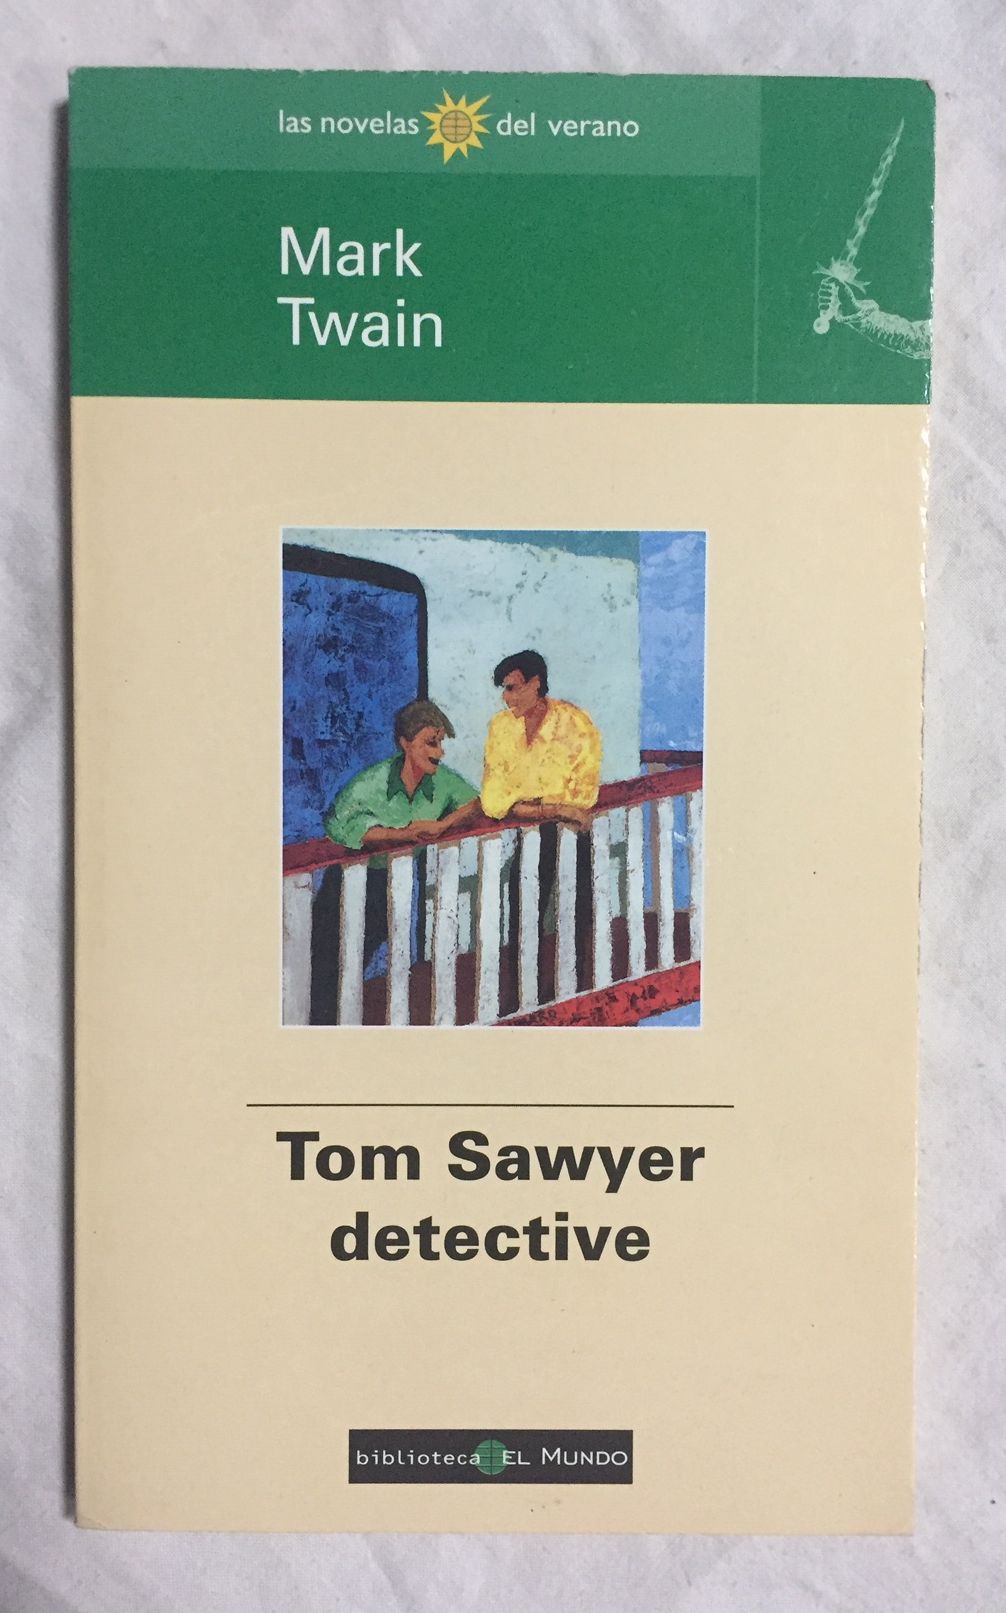 las novelas del verano
Mark
Twain
Tom Sawyer
detective
biblioteca EL MUNDO